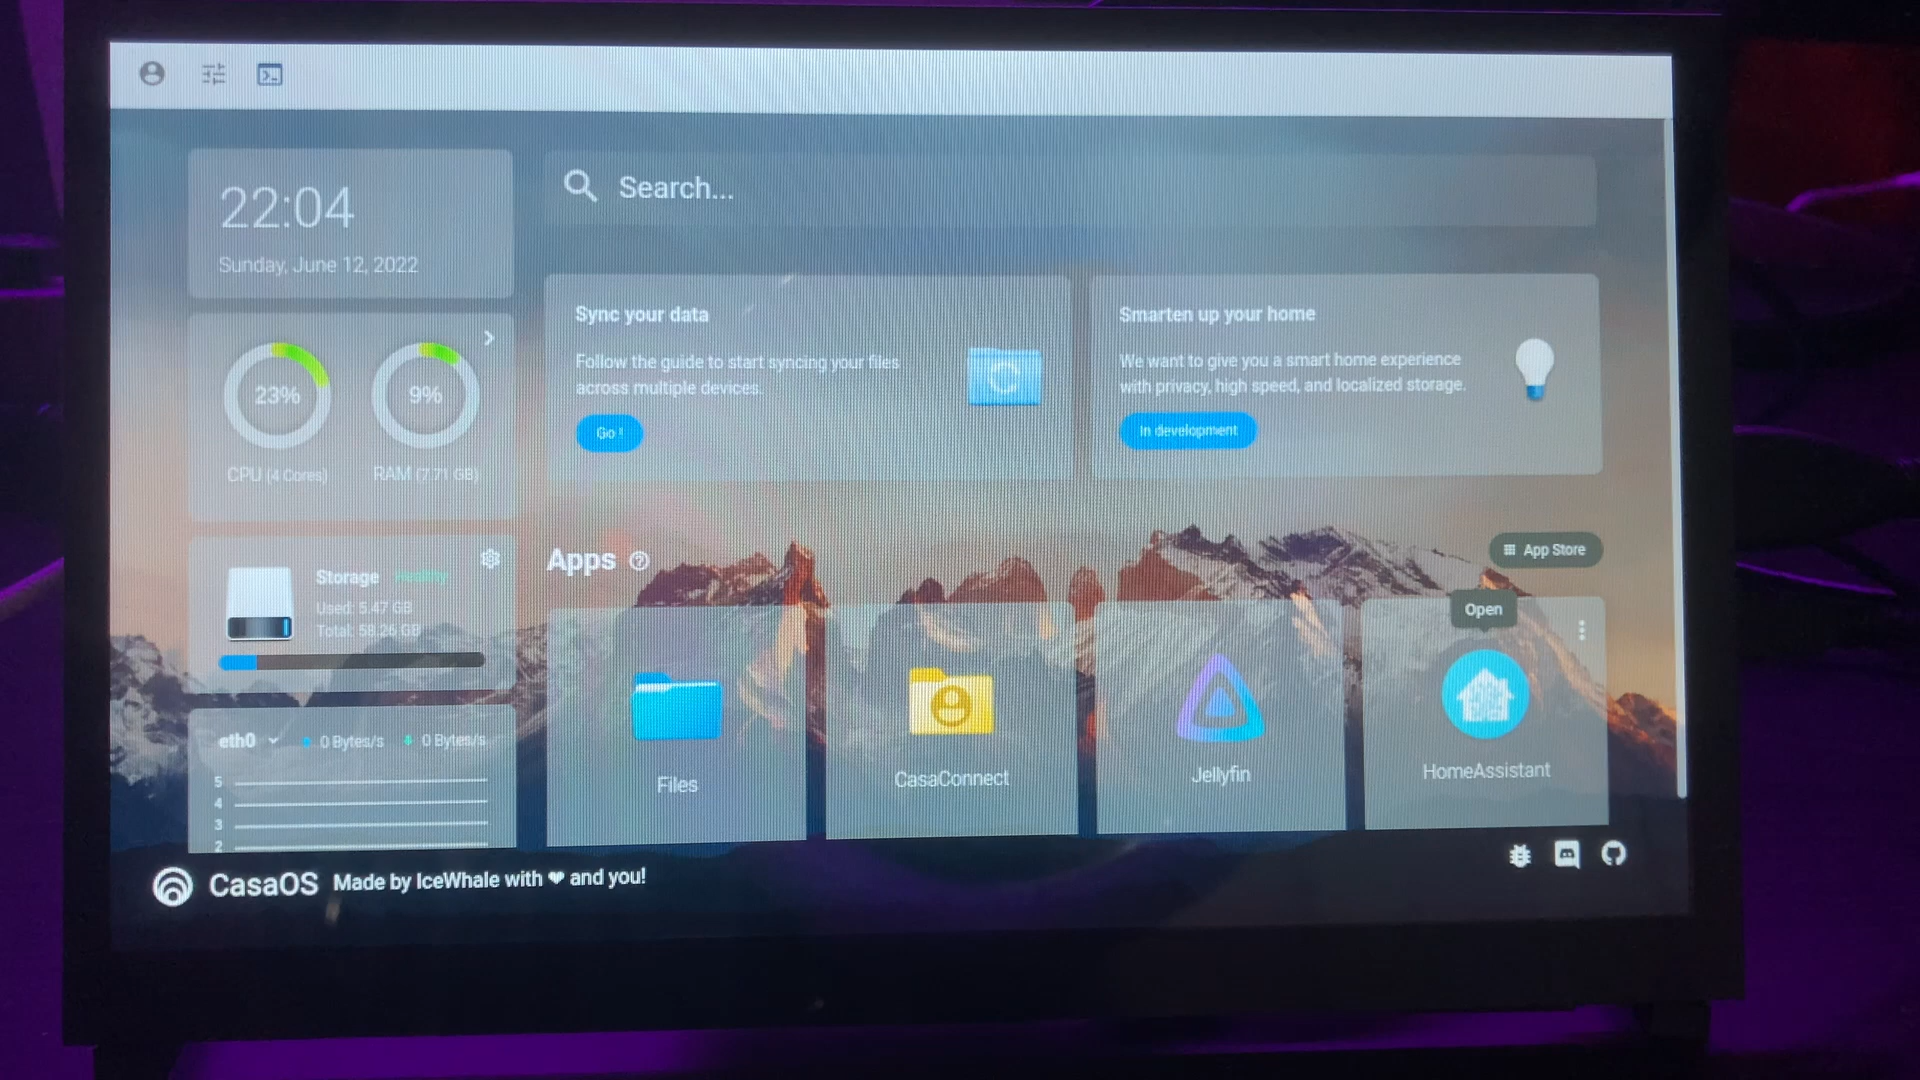 22:04
Sunday, June 12, 2022
Search...
23%
9%
CPU (4 Cores)
RAM (7.71 GB)
Sync your data
Follow the guide to start syncing your files
across multiple devices.
Go !
Smarten up your home
We want to give you a smart home experience
with privacy, high speed, and localized storage.
In development
Storage Healthy
Used: 5.47 GB
Total: 58.26 GB
Apps
App Store
Open
eth0 0 Bytes/s 0 Bytes/s
5
4
3
2
Files
CasaConnect
Jellyfin
HomeAssistant
CasaOS Made by IceWhale with ❤ and you!